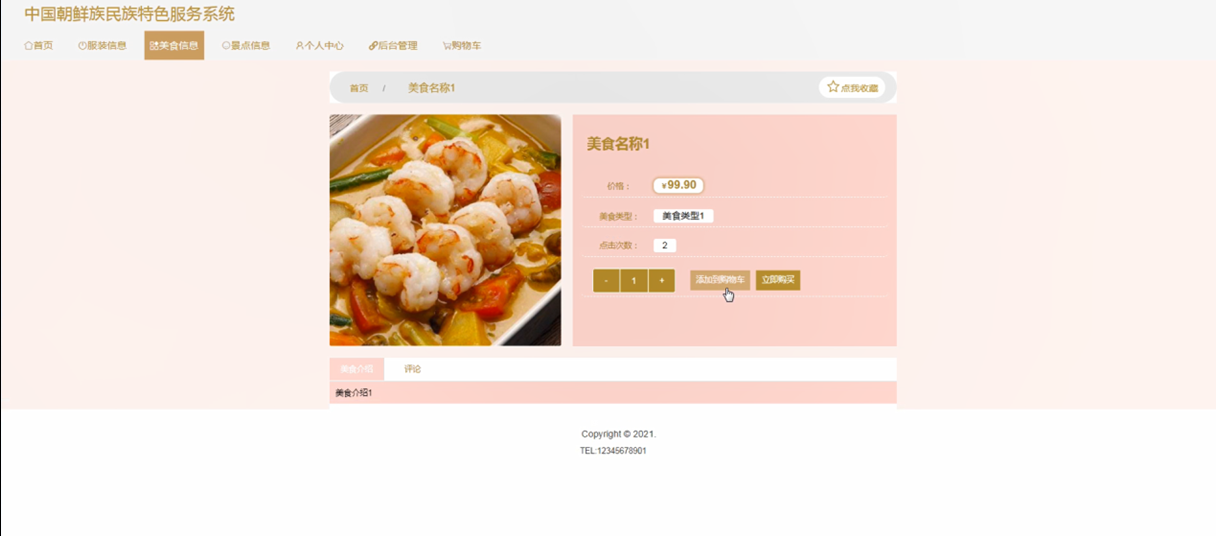 中国朝鲜族民族特色服务系统
首页 服装信息 美食信息 景点信息 个人中心 后台管理 购物车
首页 / 美食名称1 点我收藏
美食名称1
价格： ¥99.90
美食类型： 美食类型1
点击次数： 2
- 1 + 添加到购物车 立即购买
美食介绍 评论
美食介绍1
Copyright © 2021.
TEL:12345678901